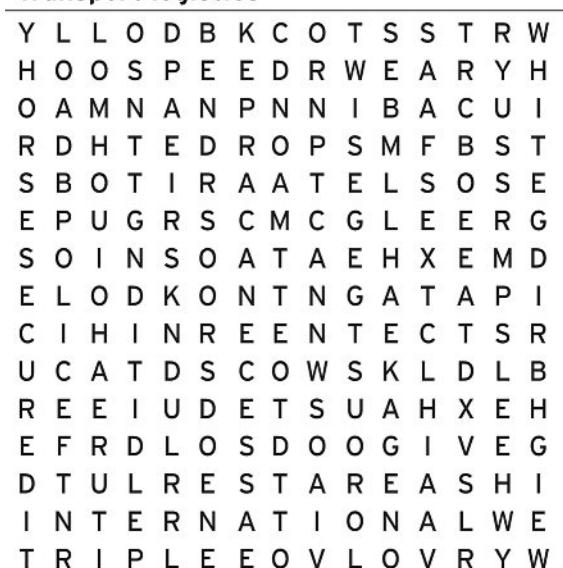 Y L L O D B K C O T S S T R W
H O O S P E E D R W E A R Y H
O A M N A N P N N I B A C U I
R D H T E D R O P S M F B S T
S B O T I R A A T E L S O S E
E P U G R S C M C G L E E R G
S O I N S O A T A E H X E M D
E L O D K O N T N G A T A P I
C I H I N R E E N T E C T S R
U C A T D S C O W S K L D L B
R E E I U D E T S U A H X E H
E F R D L O S D O O G I V E G
D T U L R E S T A R E A S H I
I N T E R N A T I O N A L W E
T R I P L E E O V L O V R Y W